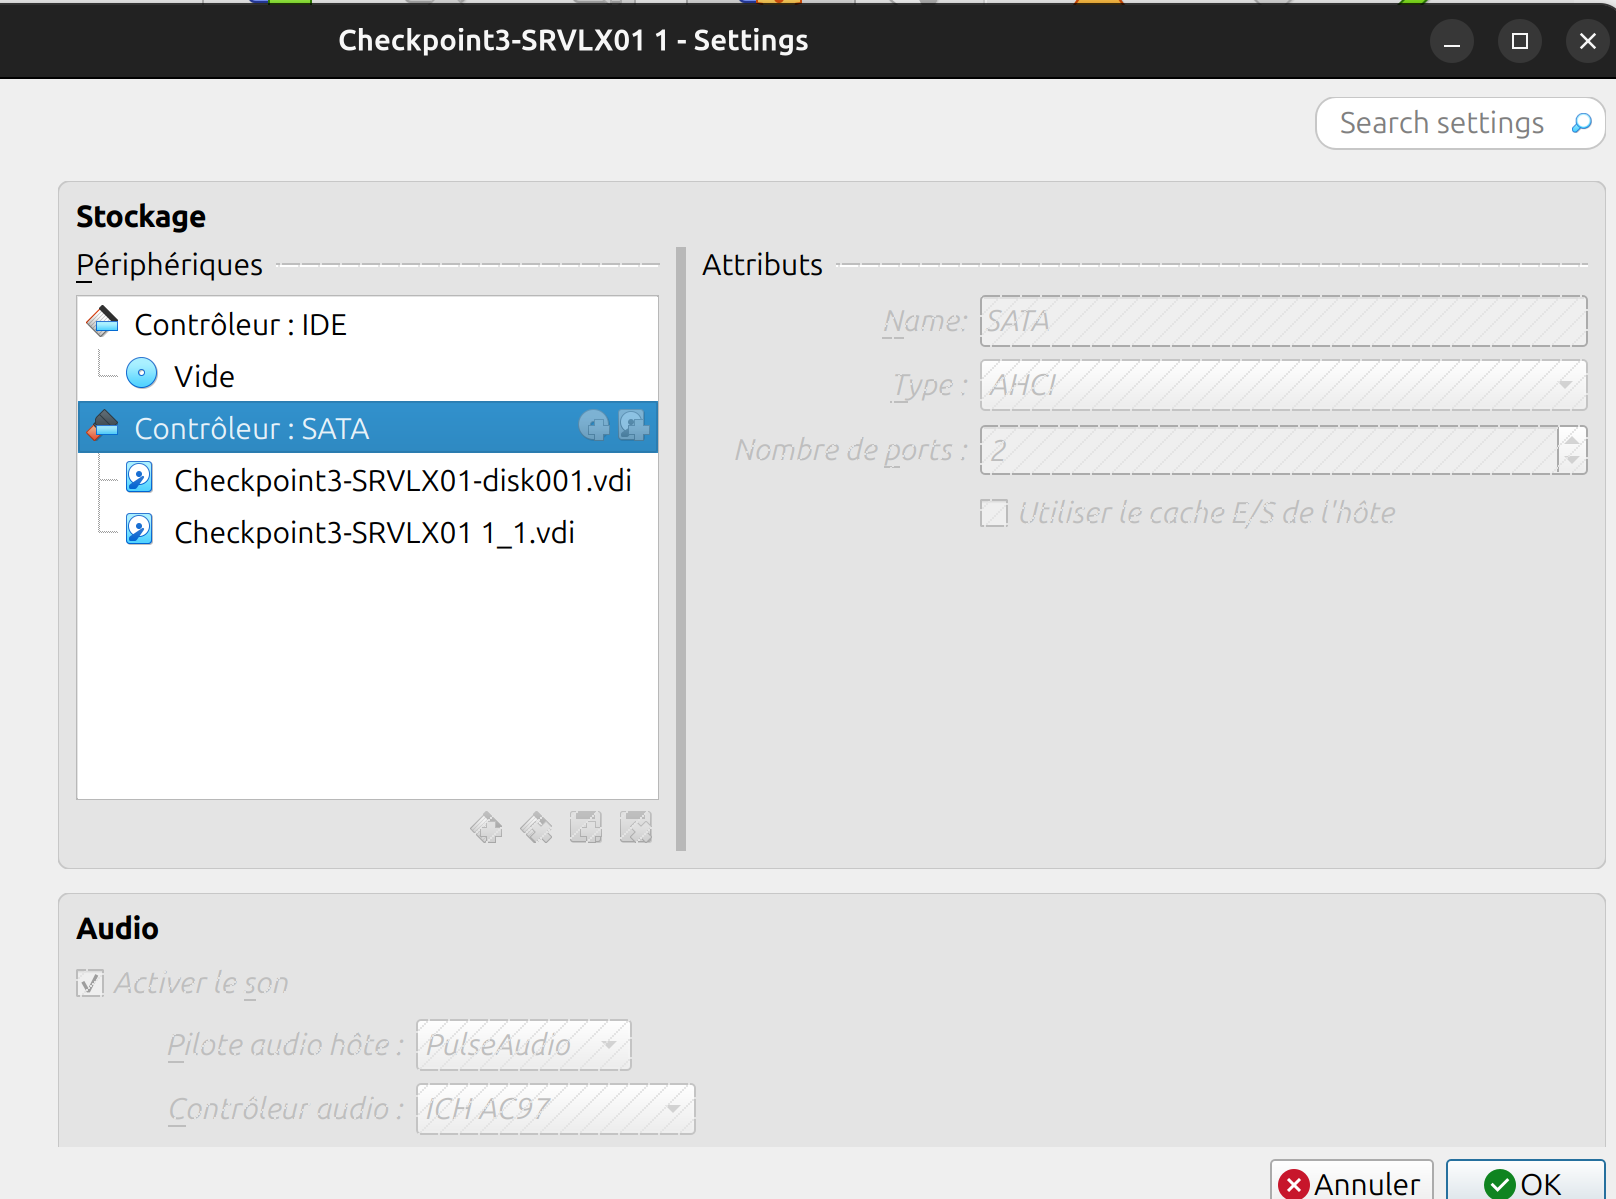 Checkpoint3-SRVLX01 1 - Settings
Search settings
Stockage
Périphériques
Contrôleur : IDE
Vide
Contrôleur : SATA
Checkpoint3-SRVLX01-disk001.vdi
Checkpoint3-SRVLX01 1_1.vdi
Attributs
Name: SATA
Type : AHCI
Nombre de ports : 2
Utiliser le cache E/S de l'hôte
Audio
Activer le son
Pilote audio hôte : PulseAudio
Contrôleur audio : ICH AC97
Annuler OK